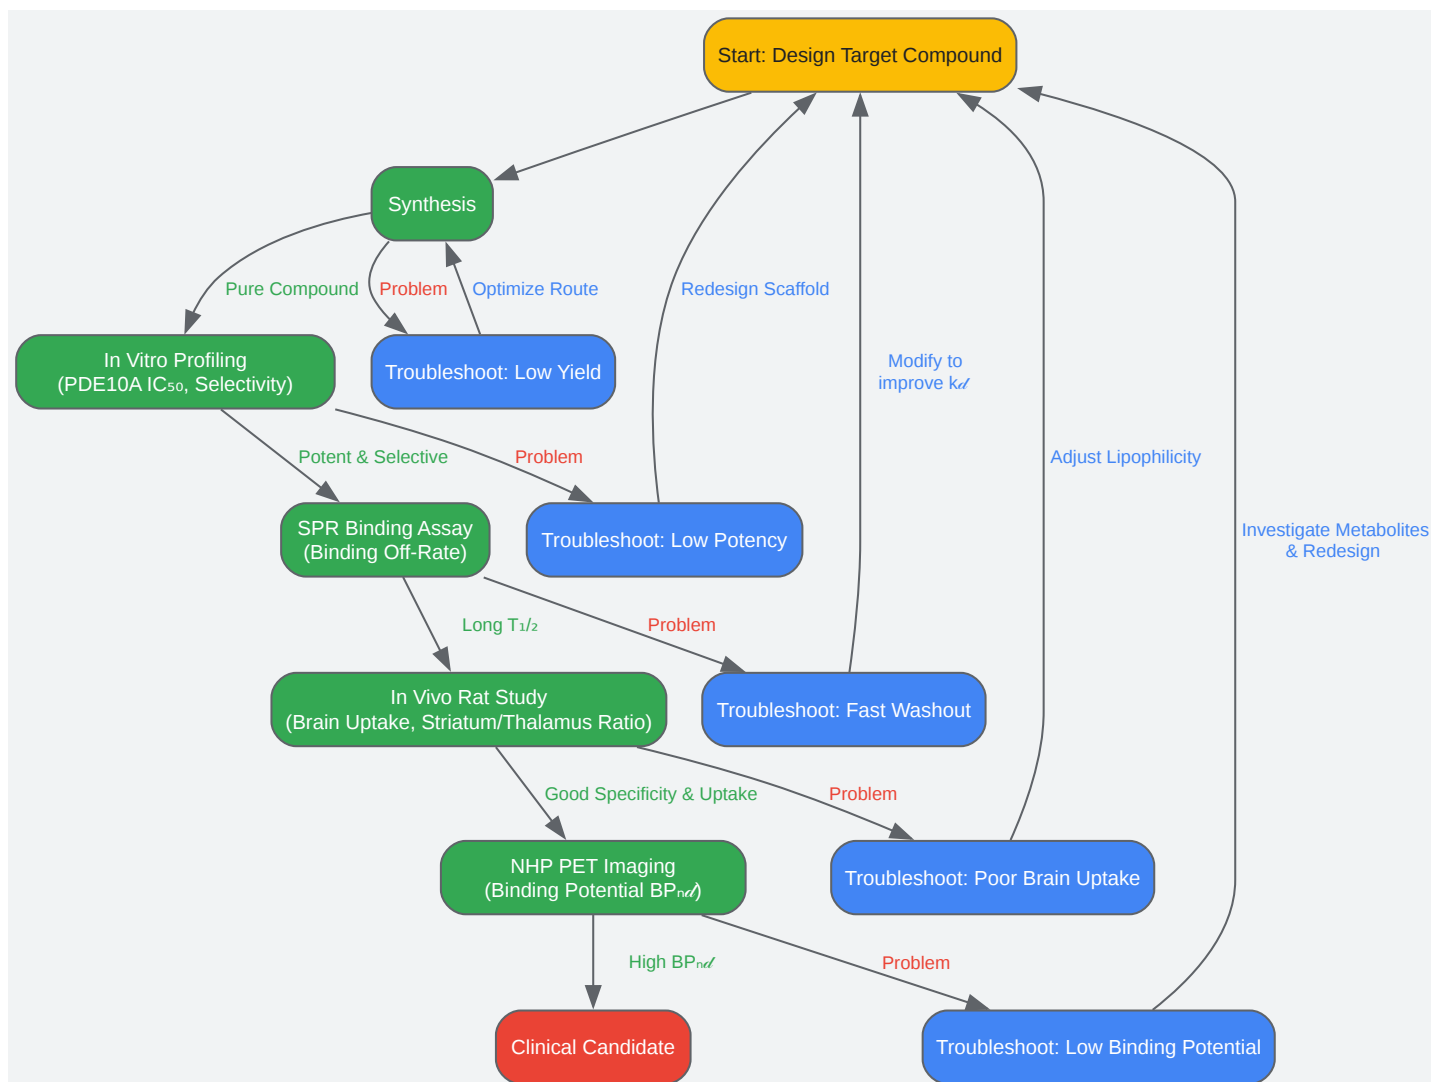 Start: Design Target Compound
Synthesis
Pure Compound
Problem
Optimize Route
Redesign Scaffold
In Vitro Profiling
(PDE10A IC₅₀, Selectivity)
Troubleshoot: Low Yield
Modify to
improve k𝒹
Potent & Selective
Problem
Adjust Lipophilicity
SPR Binding Assay
(Binding Off-Rate)
Troubleshoot: Low Potency
Investigate Metabolites
& Redesign
Long T₁/₂
Problem
In Vivo Rat Study
(Brain Uptake, Striatum/Thalamus Ratio)
Troubleshoot: Fast Washout
Good Specificity & Uptake
Problem
NHP PET Imaging
(Binding Potential BPₙ𝒹)
Troubleshoot: Poor Brain Uptake
High BPₙ𝒹
Problem
Clinical Candidate
Troubleshoot: Low Binding Potential